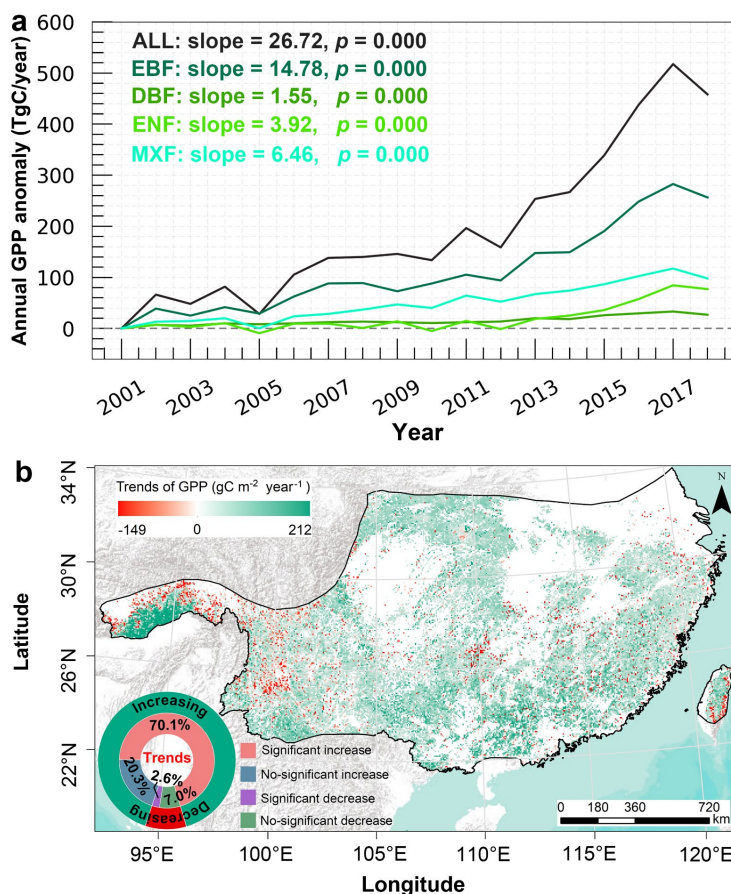 a
600
500
400
300
200
100
0
Annual GPP anomaly (TgC/year)
ALL: slope = 26.72, p = 0.000
EBF: slope = 14.78, p = 0.000
DBF: slope = 1.55, p = 0.000
ENF: slope = 3.92, p = 0.000
MXF: slope = 6.46, p = 0.000
2001 2003 2005 2007 2009 2011 2013 2015 2017
Year
b
Trends of GPP (gC m⁻² year⁻¹)
-149 0 212
N
34°N
30°N
26°N
22°N
Latitude
Increasing
70.1%
Trends
20.3%
2.6%
7.0%
Decreasing
Significant increase
No-significant increase
Significant decrease
No-significant decrease
0 180 360 720
km
95°E 100°E 105°E 110°E 115°E 120°E
Longitude